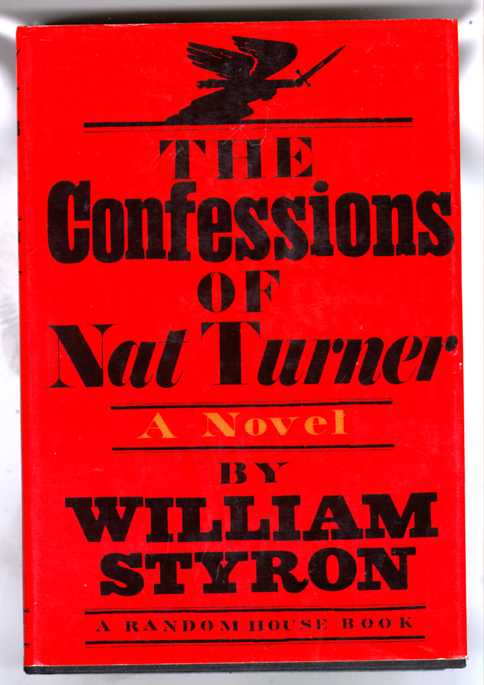 THE
Confessions
OF
Nat Turner
A Novel
BY
WILLIAM
STYRON
A RANDOM HOUSE BOOK